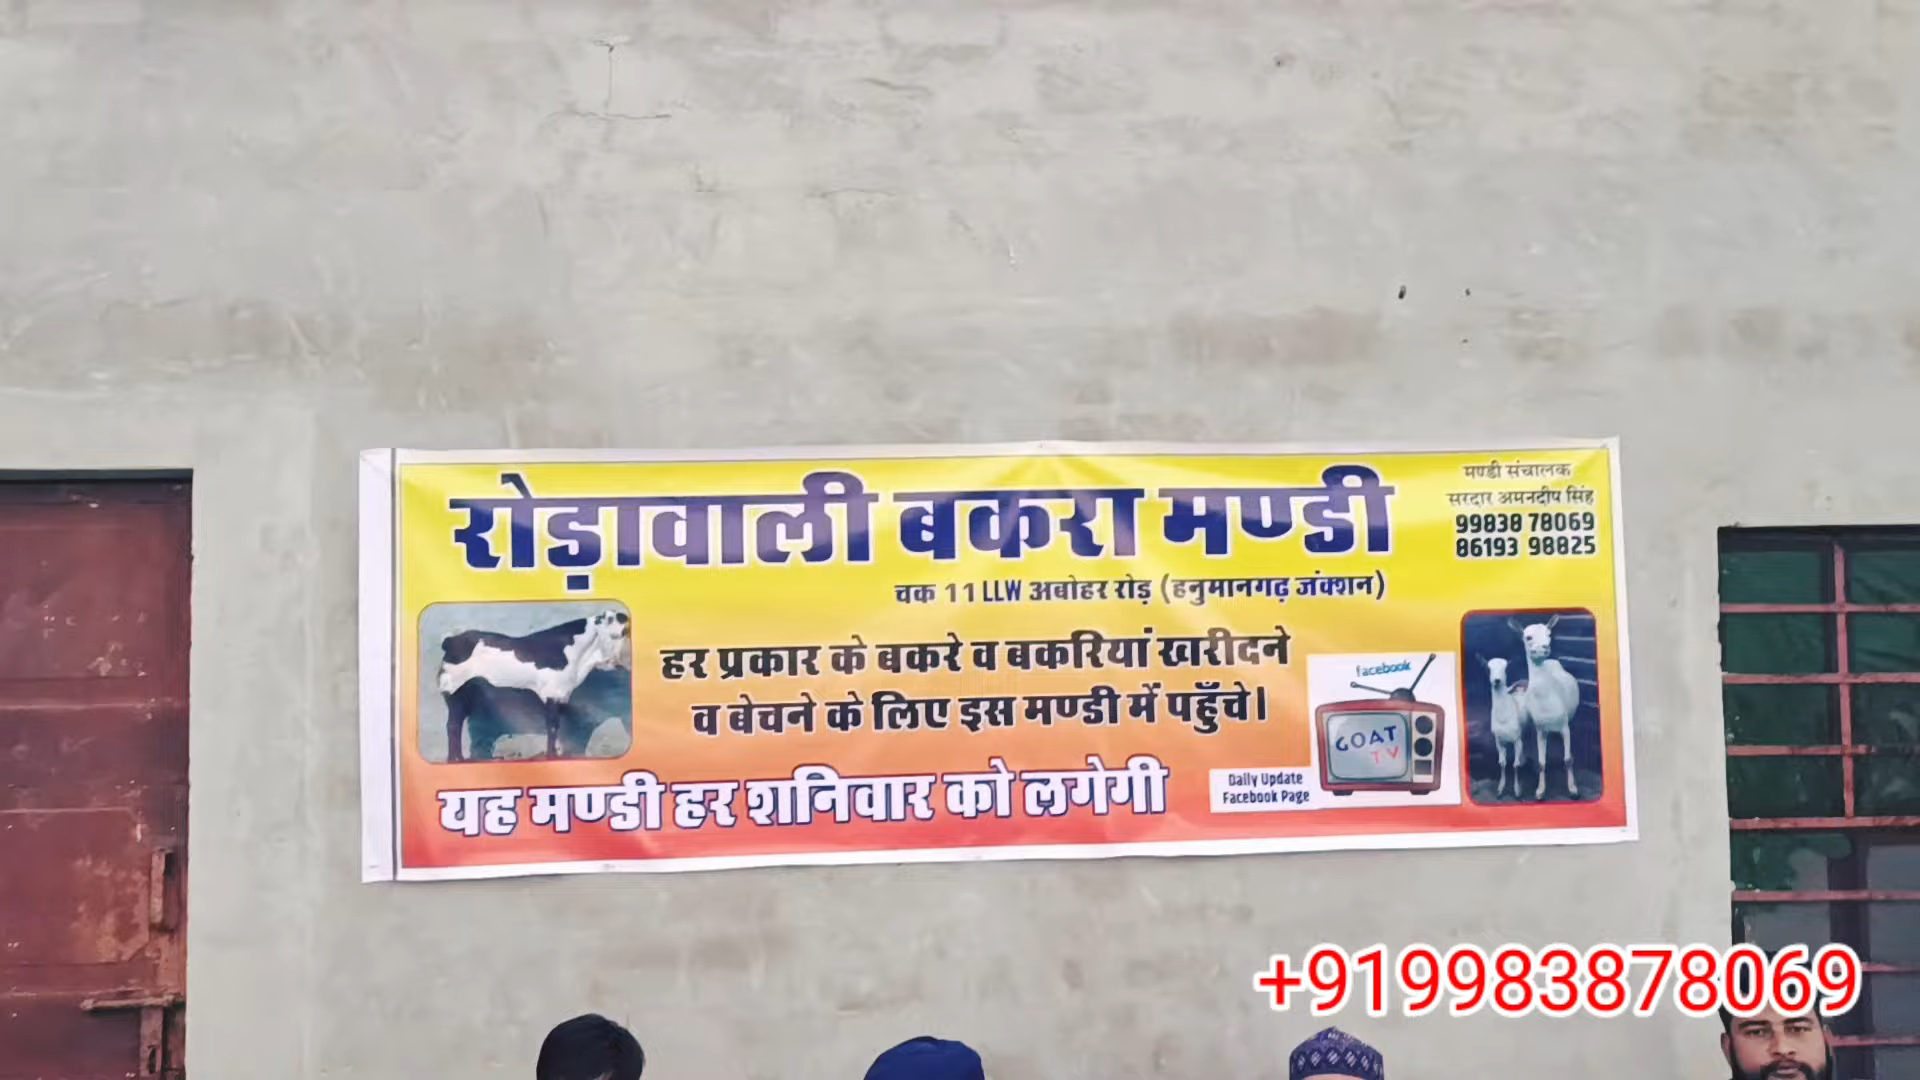 रोड़ावाली बकरा मण्डी
मण्डी संचालक
सरदार अमनदीप सिंह
99838 78069
86193 98825
चक 11 LLW अबोहर रोड़ (हनुमानगढ़ जंक्शन)
हर प्रकार के बकरे व बकरियां खरीदने
व बेचने के लिए इस मण्डी में पहुँचे।
facebook
GOAT
TV
यह मण्डी हर शनिवार को लगेगी
Daily Update
Facebook Page
+919983878069